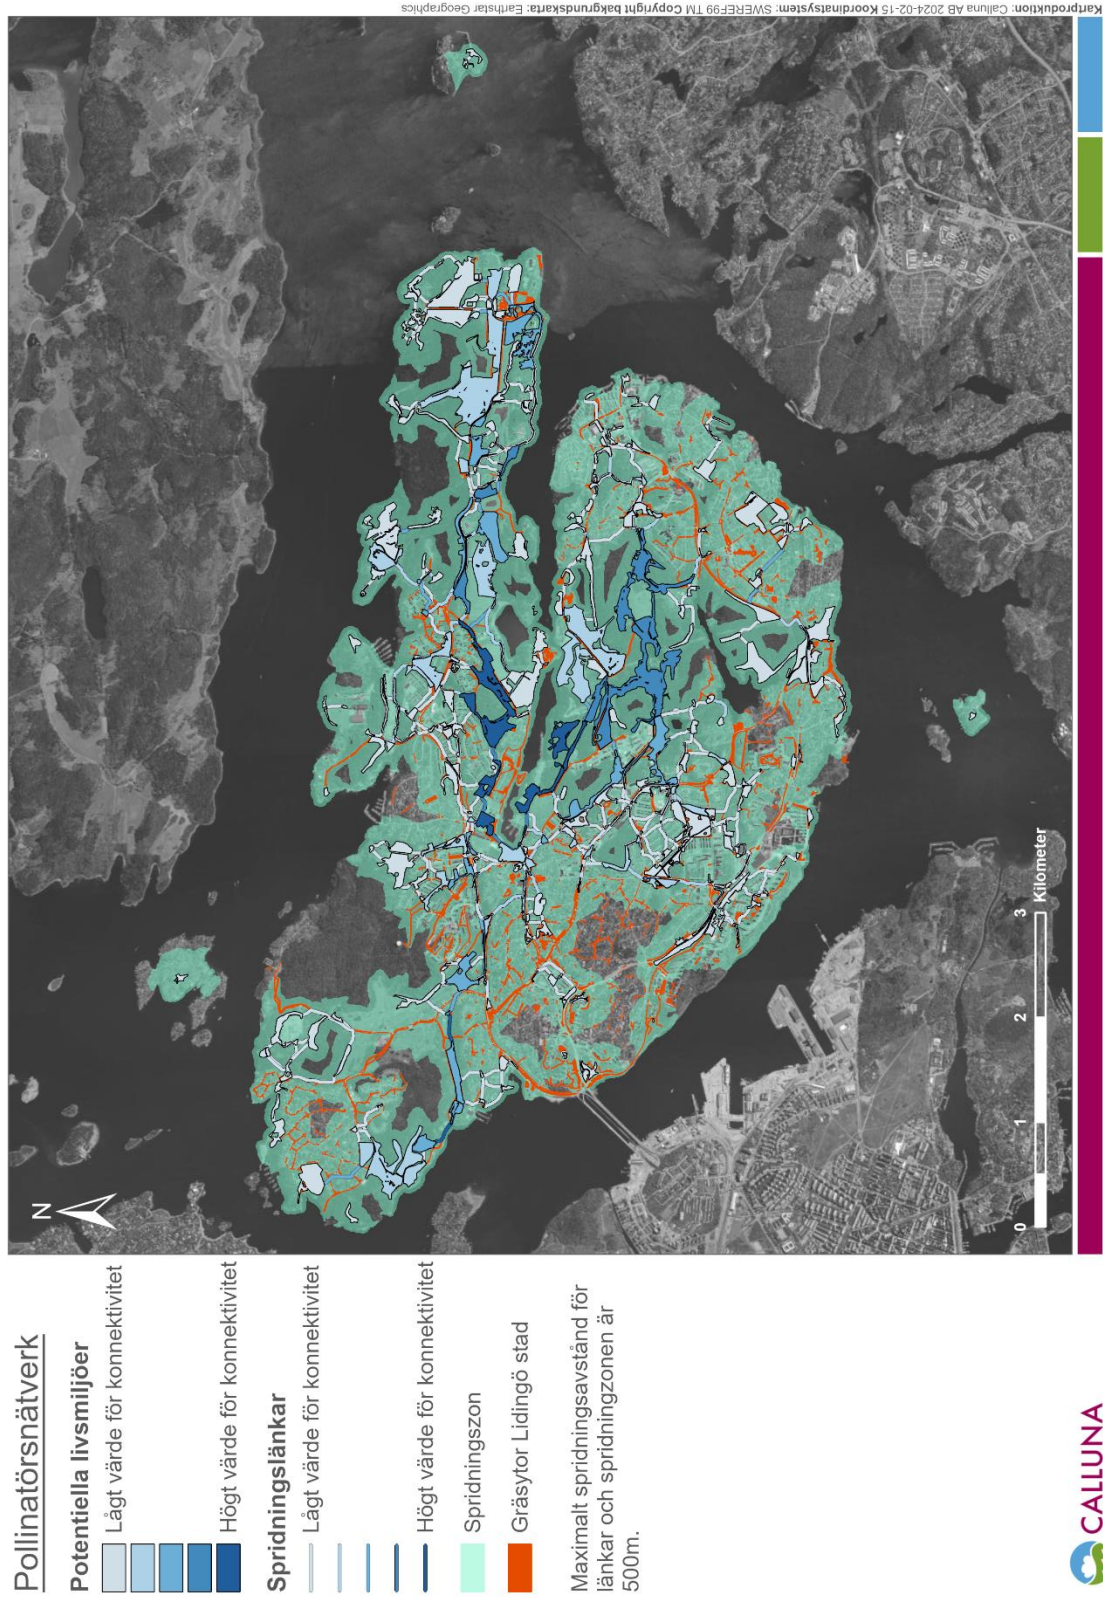 Pollinatörsnätverk
Potentiella livsmiljöer
Lågt värde för konnektivitet
Högt värde för konnektivitet
Spridningslänkar
Lågt värde för konnektivitet
Högt värde för konnektivitet
Spridningszon
Gräsytor Lidingö stad
Maximalt spridningsavstånd för
länkar och spridningzonen är
500m.
CALLUNA
N
0 1 2 3
Kilometer
Kartproduktion: Calluna AB 2024-02-15 Koordinatsystem: SWEREF99 TM Copyright bakgrundskarta: Earthstar Geographics